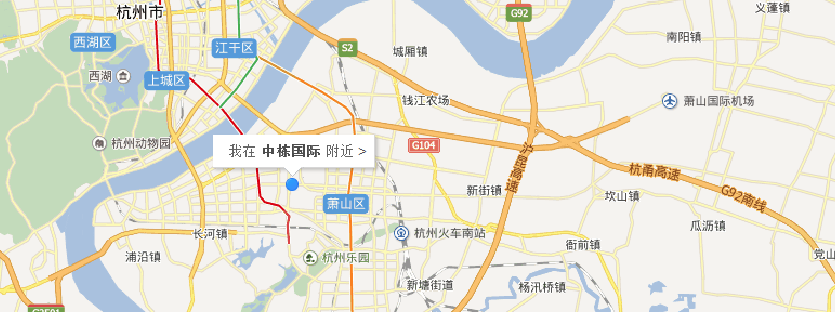 杭州市
G92
义蓬镇
西湖区
江干区
S2
城厢镇
南阳镇
西湖
上城区
钱江农场
萧山国际机场
杭州动物园
G104
我在 中栋国际 附近 >
沪昆高速
杭甬高速
G92南线
新街镇
坎山镇
萧山区
瓜沥镇
长河镇
杭州火车南站
衙前镇
浦沿镇
杭州乐园
党山
新塘街道
杨汛桥镇